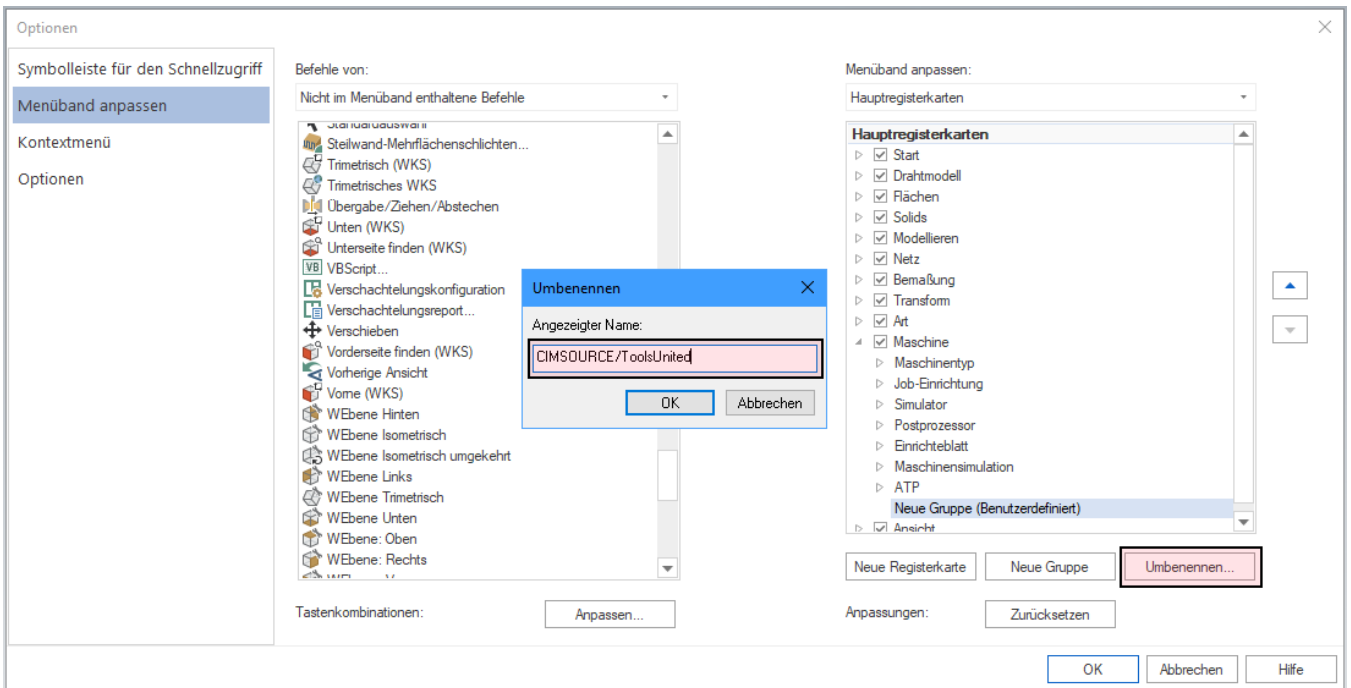 Optionen
Symbolleiste für den Schnellzugriff
Menüband anpassen
Kontextmenü
Optionen
Befehle von:
Nicht im Menüband enthaltene Befehle
Standardauswahl
Steilwand-Mehrflächenschlichten...
Trimetrisch (WKS)
Trimetrisches WKS
Übergabe/Ziehen/Abstechen
Unten (WKS)
Unterseite finden (WKS)
VBScript...
Verschachtelungskonfiguration
Verschachtelungsreport...
Verschieben
Vorderseite finden (WKS)
Vorherige Ansicht
Vorne (WKS)
WEbene Hinten
WEbene Isometrisch
WEbene Isometrisch umgekehrt
WEbene Links
WEbene Trimetrisch
WEbene Unten
WEbene: Oben
WEbene: Rechts
Tastenkombinationen:
Anpassen...
Umbenennen
Angezeigter Name:
CIMSOURCE/ToolsUnited
OK
Abbrechen
Menüband anpassen:
Hauptregisterkarten
Hauptregisterkarten
Start
Drahtmodell
Flächen
Solids
Modellieren
Netz
Bemaßung
Transform
Art
Maschine
Maschinentyp
Job-Einrichtung
Simulator
Postprozessor
Einrichteblatt
Maschinensimulation
ATP
Neue Gruppe (Benutzerdefiniert)
Ansicht
Neue Registerkarte
Neue Gruppe
Umbenennen...
Anpassungen:
Zurücksetzen
OK
Abbrechen
Hilfe